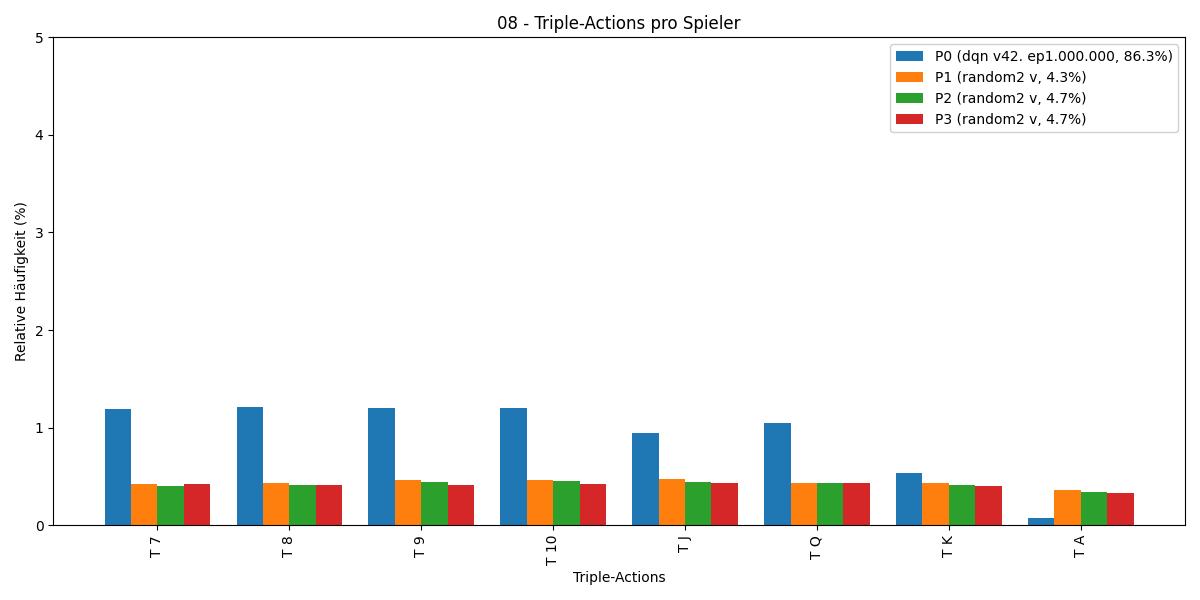 08 - Triple-Actions pro Spieler
P0 (dqn v42. ep1.000.000, 86.3%)
P1 (random2 v, 4.3%)
P2 (random2 v, 4.7%)
P3 (random2 v, 4.7%)
Relative Häufigkeit (%)
5
4
3
2
1
0
T 7
T 8
T 9
T 10
T J
T Q
T K
T A
Triple-Actions